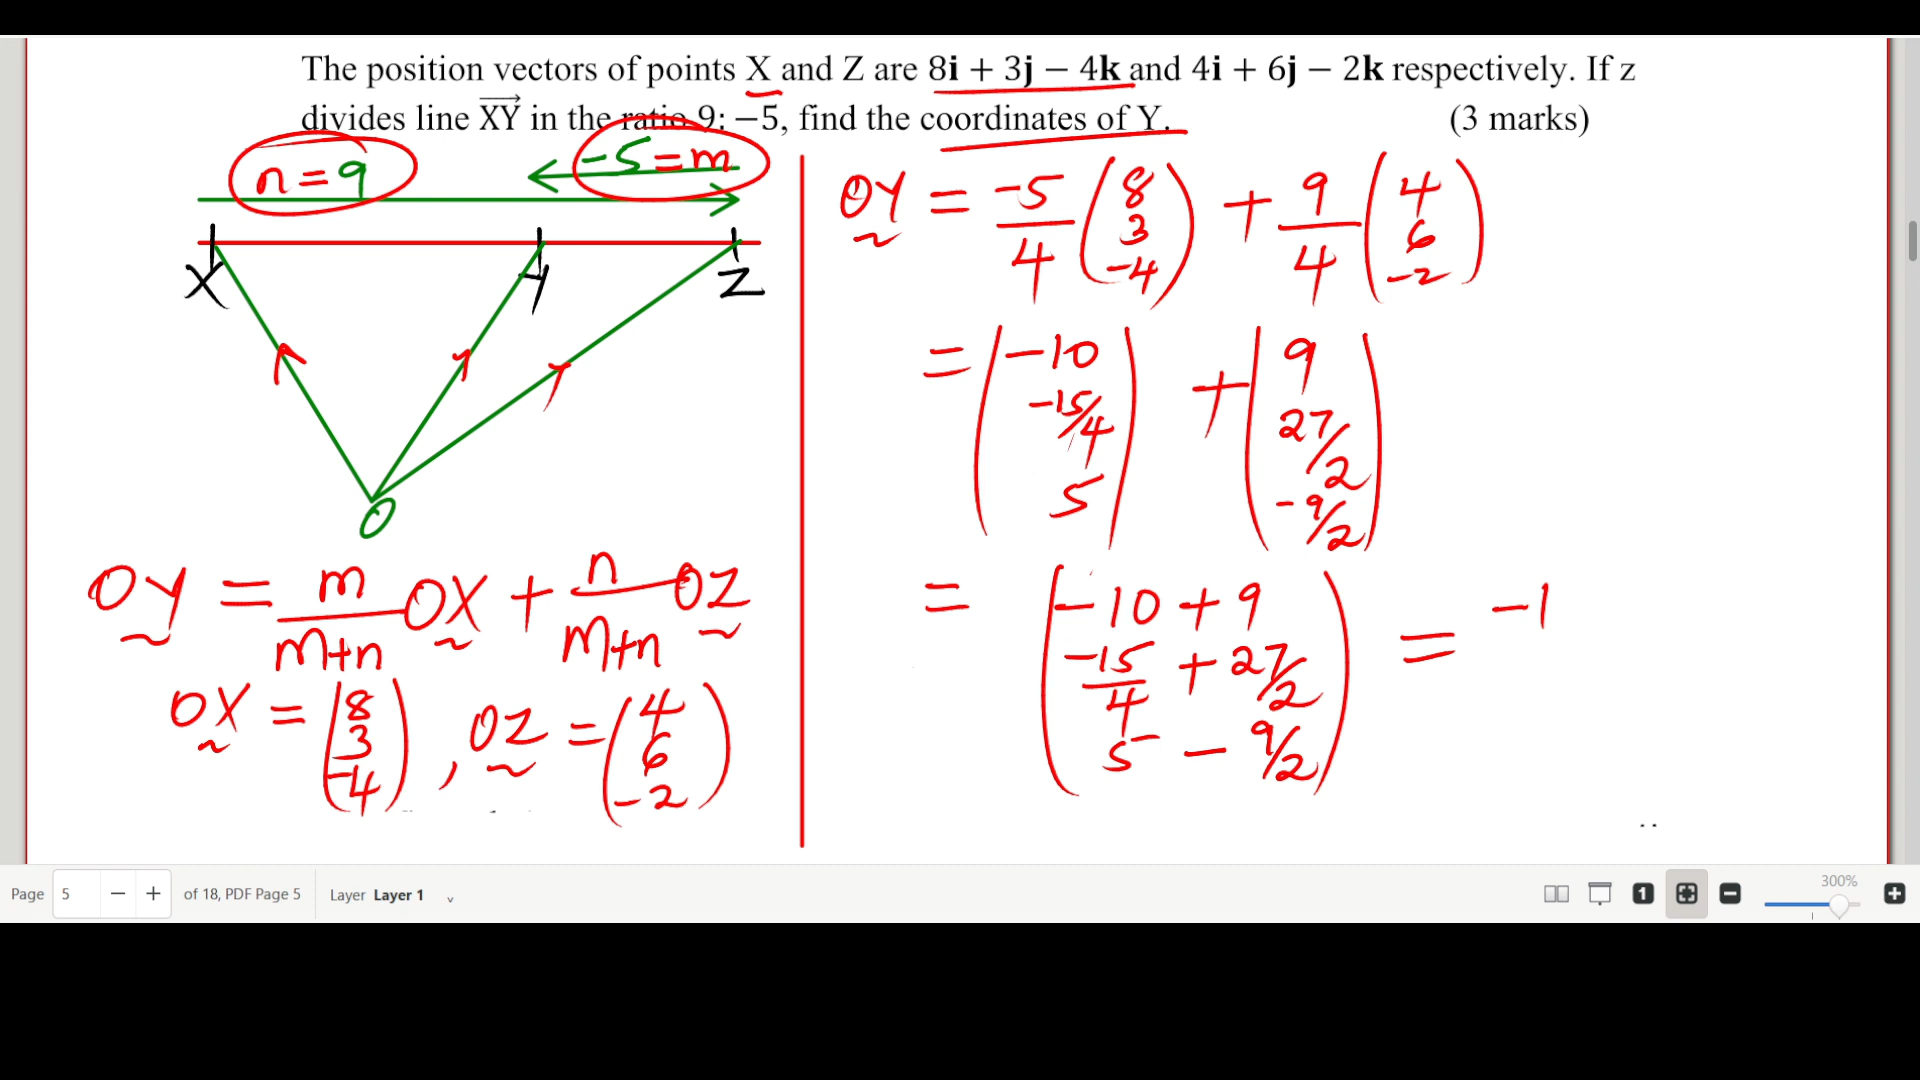 The position vectors of points X and Z are 8i + 3j − 4k and 4i + 6j − 2k respectively. If z
divides line XY in the ratio 9: −5, find the coordinates of Y. (3 marks)
n = 9
-5 = m
X Y Z
O
OY = m/(m+n) OX + n/(m+n) OZ
OX = (8 3 -4), OZ = (4 6 -2)
OY = -5/4 (8 3 -4) + 9/4 (4 6 -2)
= (-10 -15/4 5) + (9 27/2 -9/2)
= (-10 + 9 -15/4 + 27/2 5 - 9/2) = -1
Page 5 − + of 18, PDF Page 5 Layer Layer 1 300%